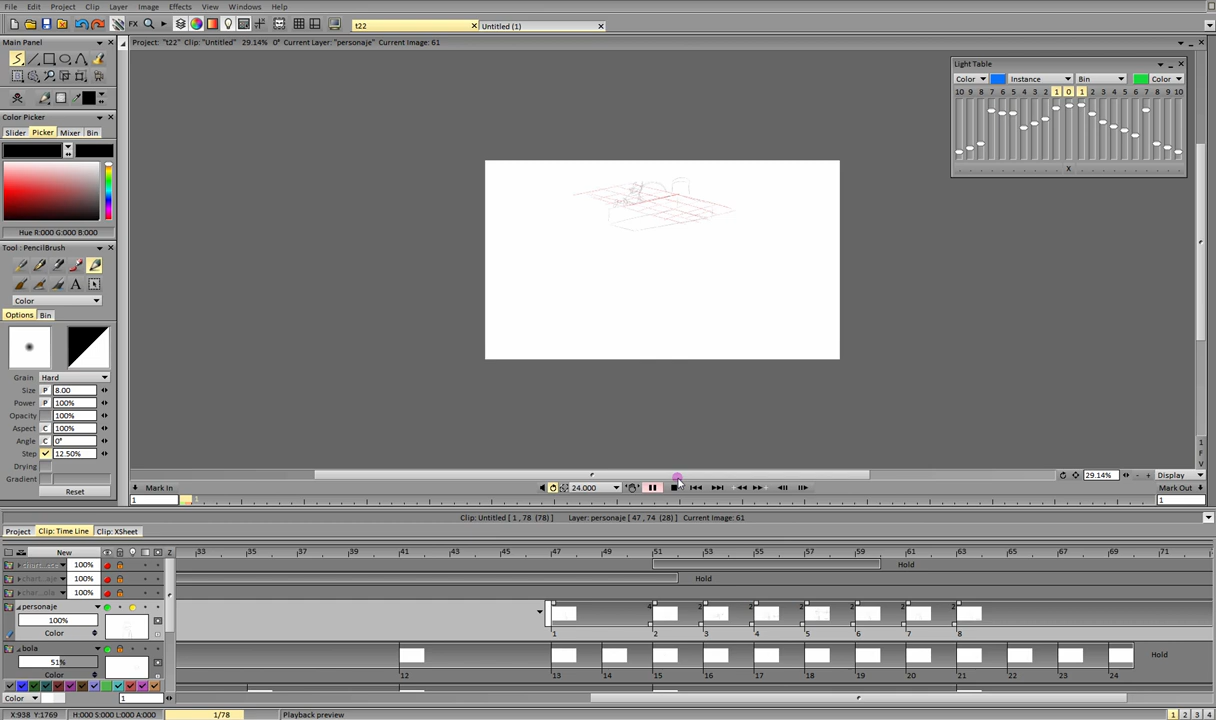 File Edit Project Clip Layer Image Effects View Windows Help
FX t22 Untitled (1)
Main Panel
Project: "t22" Clip: "Untitled" 29.14% 0° Current Layer: "personaje" Current Image: 61
Light Table
Color Instance Bin Color
10 9 8 7 6 5 4 3 2 1 0 1 2 3 4 5 6 7 8 9 10
X
Color Picker
Slider Picker Mixer Bin
Hue R:000 G:000 B:000
Tool : PencilBrush
A
Color
Options Bin
Grain Hard
Size P 8.00
Power P 100%
Opacity 100%
Aspect C 100%
Angle C 0°
Step 12.50%
Drying
Gradient
Reset
1
F
V
29.14% Display
Mark In 24.000 Mark Out
1 1 1
Clip: Untitled [ 1 , 78 (78) ] Layer: personaje [ 47 , 74 (28) ] Current Image: 61
Project Clip: Time Line Clip: XSheet
New Z 33 35 37 39 41 43 45 47 49 51 53 55 57 59 61 63 65 67 69 71
100% Hold
100% Hold
100%
personaje
100%
Color 1 2 3 4 5 6 7 8
bola
51% Hold
Color 12 13 14 15 16 17 18 19 20 21 22 23 24
Color 1
X:938 Y:1769 H:000 S:000 L:000 A:000 1/78 Playback preview 1 2 3 4